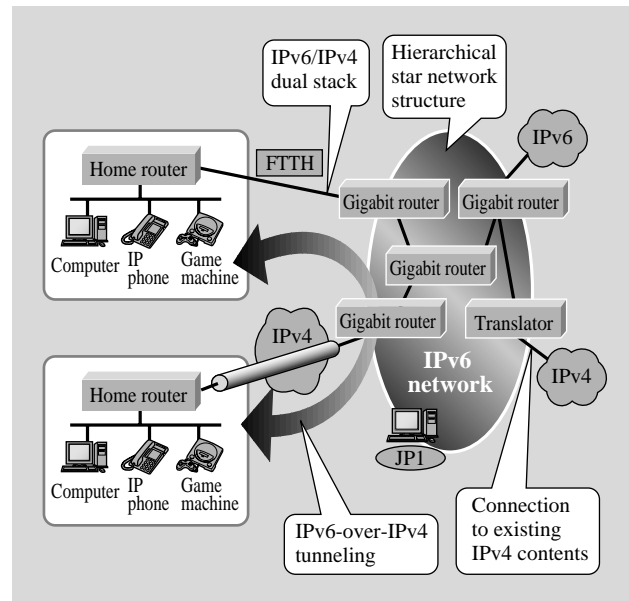 IPv6/IPv4
dual stack
Hierarchical
star network
structure
IPv6
FTTH
Home router
Gigabit router
Gigabit router
Computer
IP
phone
Game
machine
Gigabit router
Gigabit router
Translator
IPv4
IPv6
network
IPv4
Home router
JP1
Computer
IP
phone
Game
machine
IPv6-over-IPv4
tunneling
Connection
to existing
IPv4 contents